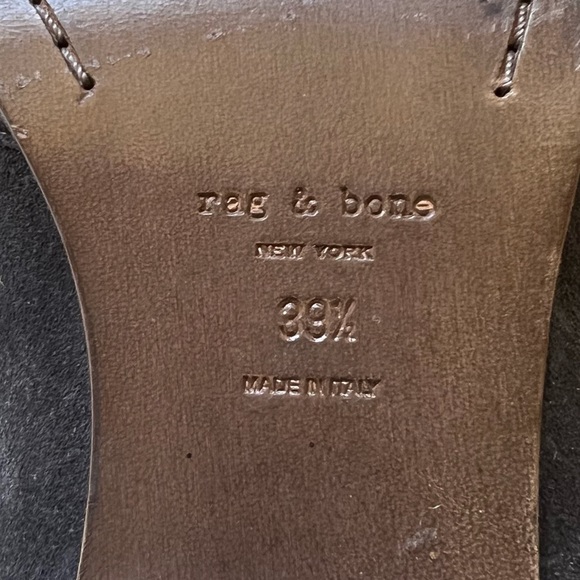 rag & bone
NEW YORK
39½
MADE IN ITALY